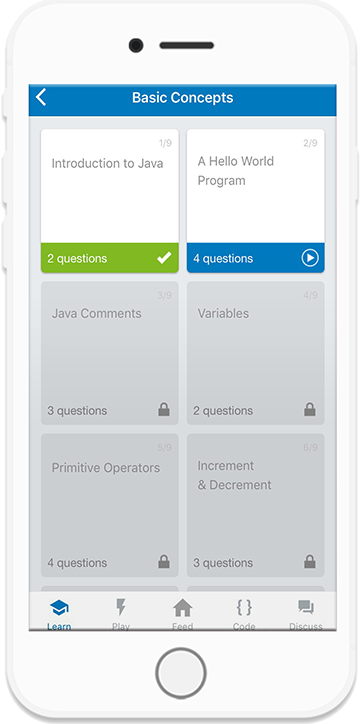 Basic Concepts
1/9
Introduction to Java
2 questions
2/9
A Hello World
Program
4 questions
3/9
Java Comments
3 questions
4/9
Variables
2 questions
5/9
Primitive Operators
4 questions
6/9
Increment
& Decrement
3 questions
Learn
Play
Feed
Code
Discuss